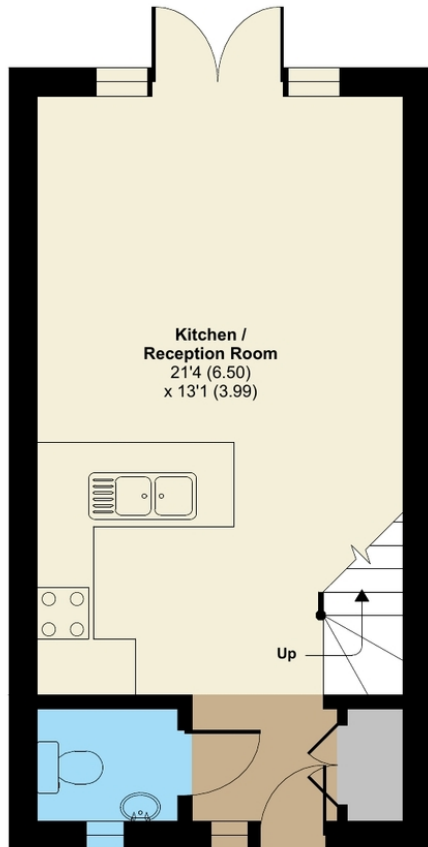 Kitchen /
Reception Room
21'4 (6.50)
x 13'1 (3.99)
Up